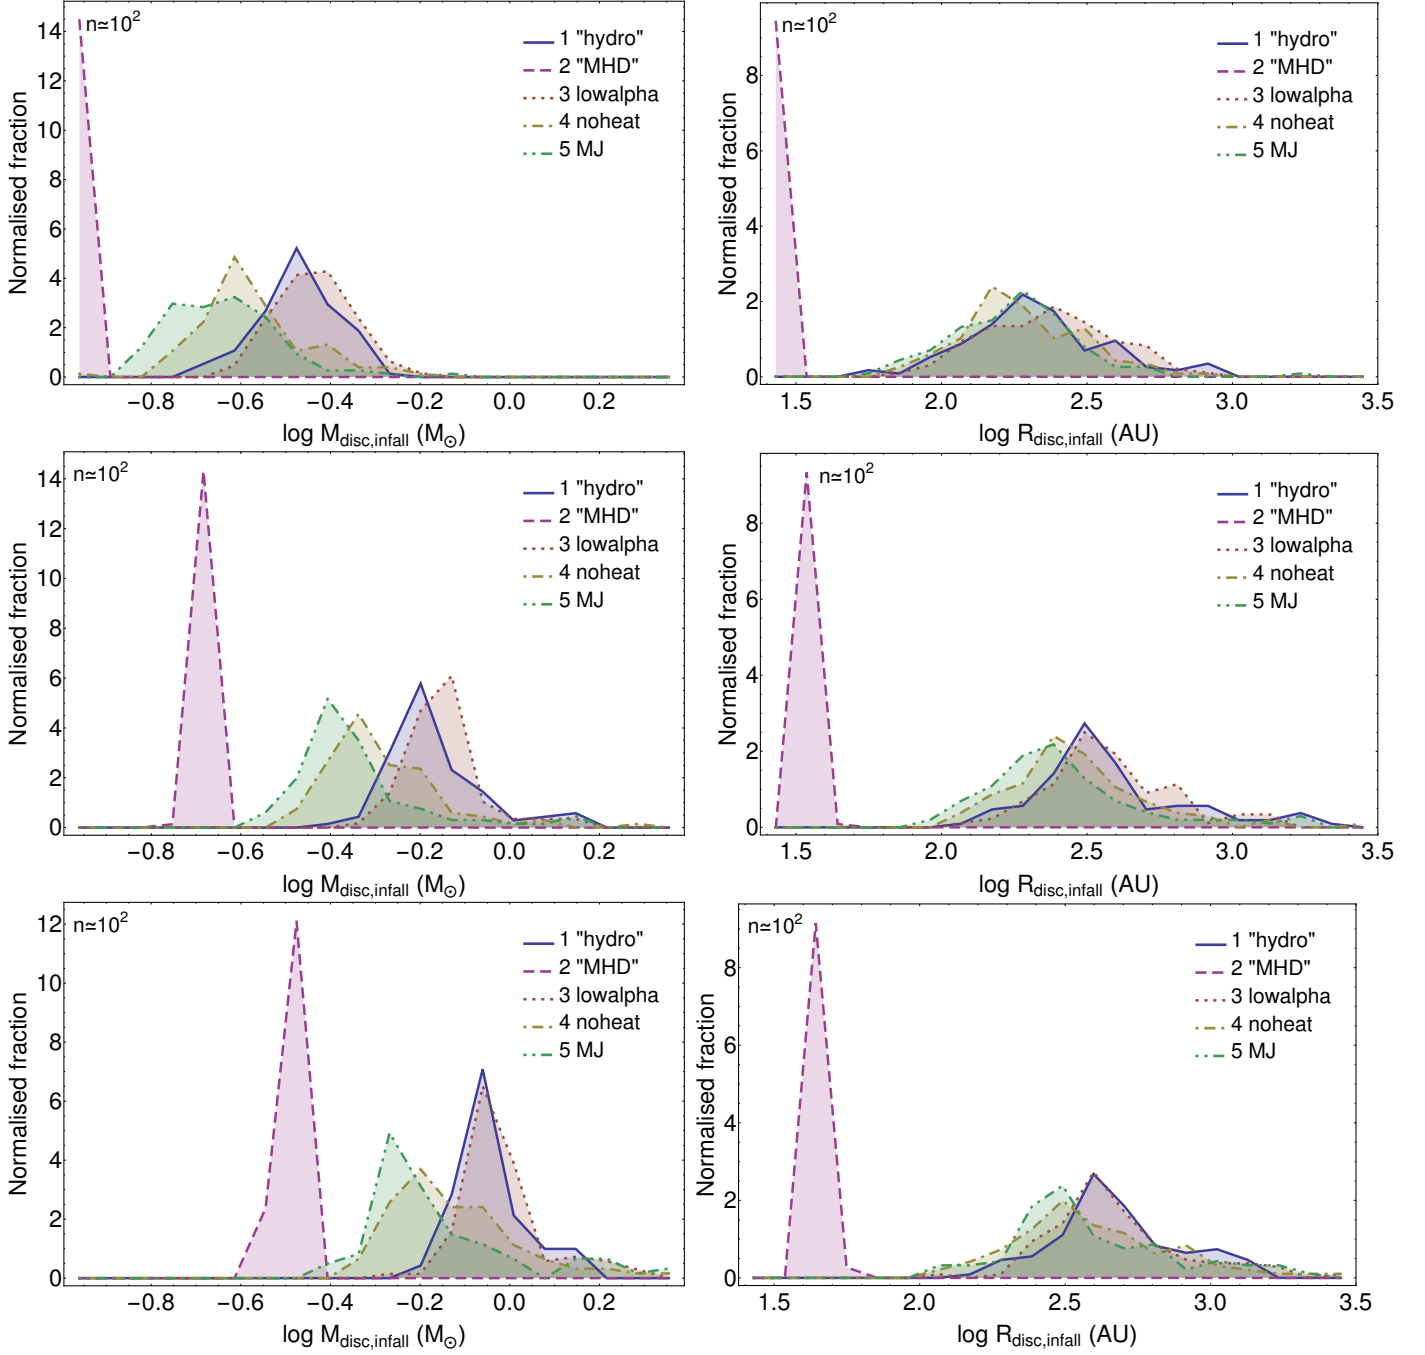 n≃10²
1 "hydro"
2 "MHD"
3 lowalpha
4 noheat
5 MJ
Normalised fraction
14
12
10
8
6
4
2
0
−0.8
−0.6
−0.4
−0.2
0.0
0.2
log M_disc,infall (M_⊙)
n≃10²
1 "hydro"
2 "MHD"
3 lowalpha
4 noheat
5 MJ
Normalised fraction
8
6
4
2
0
1.5
2.0
2.5
3.0
3.5
log R_disc,infall (AU)
n≃10²
1 "hydro"
2 "MHD"
3 lowalpha
4 noheat
5 MJ
Normalised fraction
14
12
10
8
6
4
2
0
−0.8
−0.6
−0.4
−0.2
0.0
0.2
log M_disc,infall (M_⊙)
n≃10²
1 "hydro"
2 "MHD"
3 lowalpha
4 noheat
5 MJ
Normalised fraction
8
6
4
2
0
1.5
2.0
2.5
3.0
3.5
log R_disc,infall (AU)
n≃10²
1 "hydro"
2 "MHD"
3 lowalpha
4 noheat
5 MJ
Normalised fraction
12
10
8
6
4
2
0
−0.8
−0.6
−0.4
−0.2
0.0
0.2
log M_disc,infall (M_⊙)
n≃10²
1 "hydro"
2 "MHD"
3 lowalpha
4 noheat
5 MJ
Normalised fraction
8
6
4
2
0
1.5
2.0
2.5
3.0
3.5
log R_disc,infall (AU)